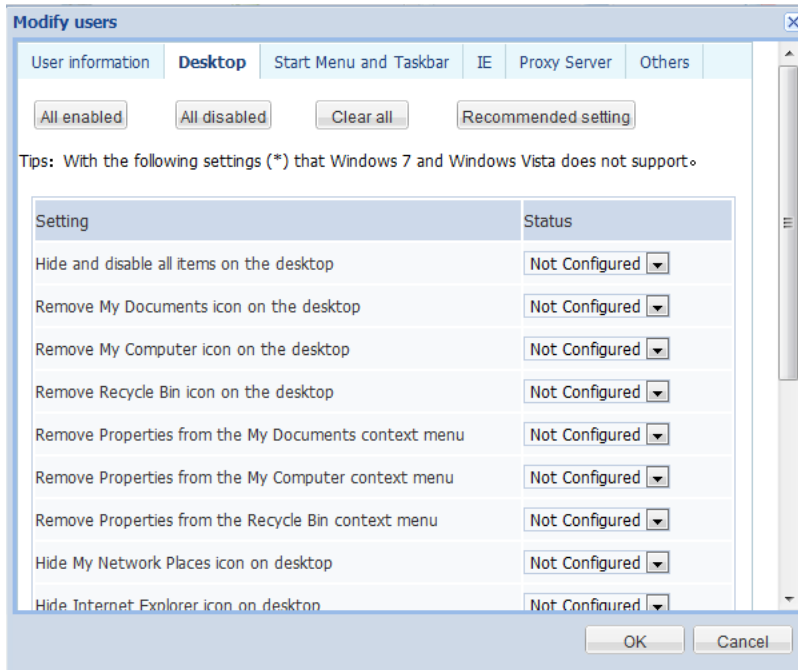 Modify users
User information Desktop Start Menu and Taskbar IE Proxy Server Others
All enabled All disabled Clear all Recommended setting
Tips: With the following settings (*) that Windows 7 and Windows Vista does not support。
Setting Status
Hide and disable all items on the desktop Not Configured
Remove My Documents icon on the desktop Not Configured
Remove My Computer icon on the desktop Not Configured
Remove Recycle Bin icon on the desktop Not Configured
Remove Properties from the My Documents context menu Not Configured
Remove Properties from the My Computer context menu Not Configured
Remove Properties from the Recycle Bin context menu Not Configured
Hide My Network Places icon on desktop Not Configured
Hide Internet Explorer icon on desktop Not Configured
OK Cancel